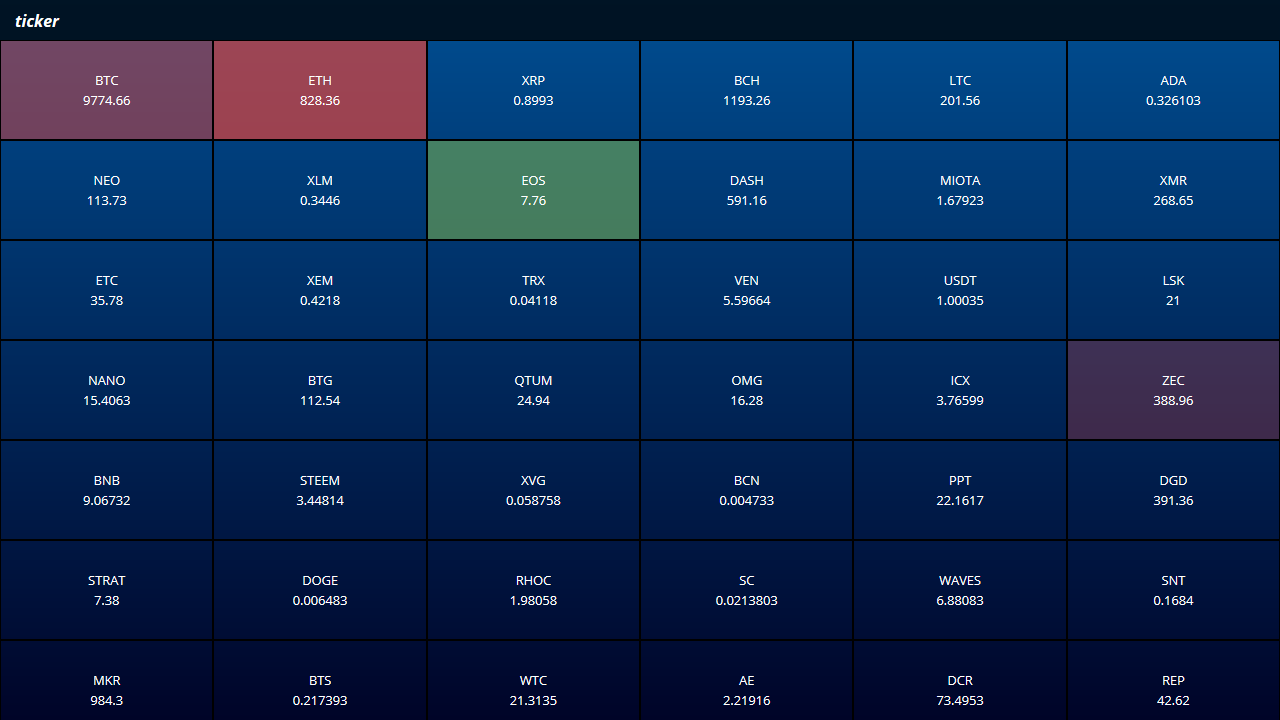 ticker
BTC
9774.66
ETH
828.36
XRP
0.8993
BCH
1193.26
LTC
201.56
ADA
0.326103
NEO
113.73
XLM
0.3446
EOS
7.76
DASH
591.16
MIOTA
1.67923
XMR
268.65
ETC
35.78
XEM
0.4218
TRX
0.04118
VEN
5.59664
USDT
1.00035
LSK
21
NANO
15.4063
BTG
112.54
QTUM
24.94
OMG
16.28
ICX
3.76599
ZEC
388.96
BNB
9.06732
STEEM
3.44814
XVG
0.058758
BCN
0.004733
PPT
22.1617
DGD
391.36
STRAT
7.38
DOGE
0.006483
RHOC
1.98058
SC
0.0213803
WAVES
6.88083
SNT
0.1684
MKR
984.3
BTS
0.217393
WTC
21.3135
AE
2.21916
DCR
73.4953
REP
42.62